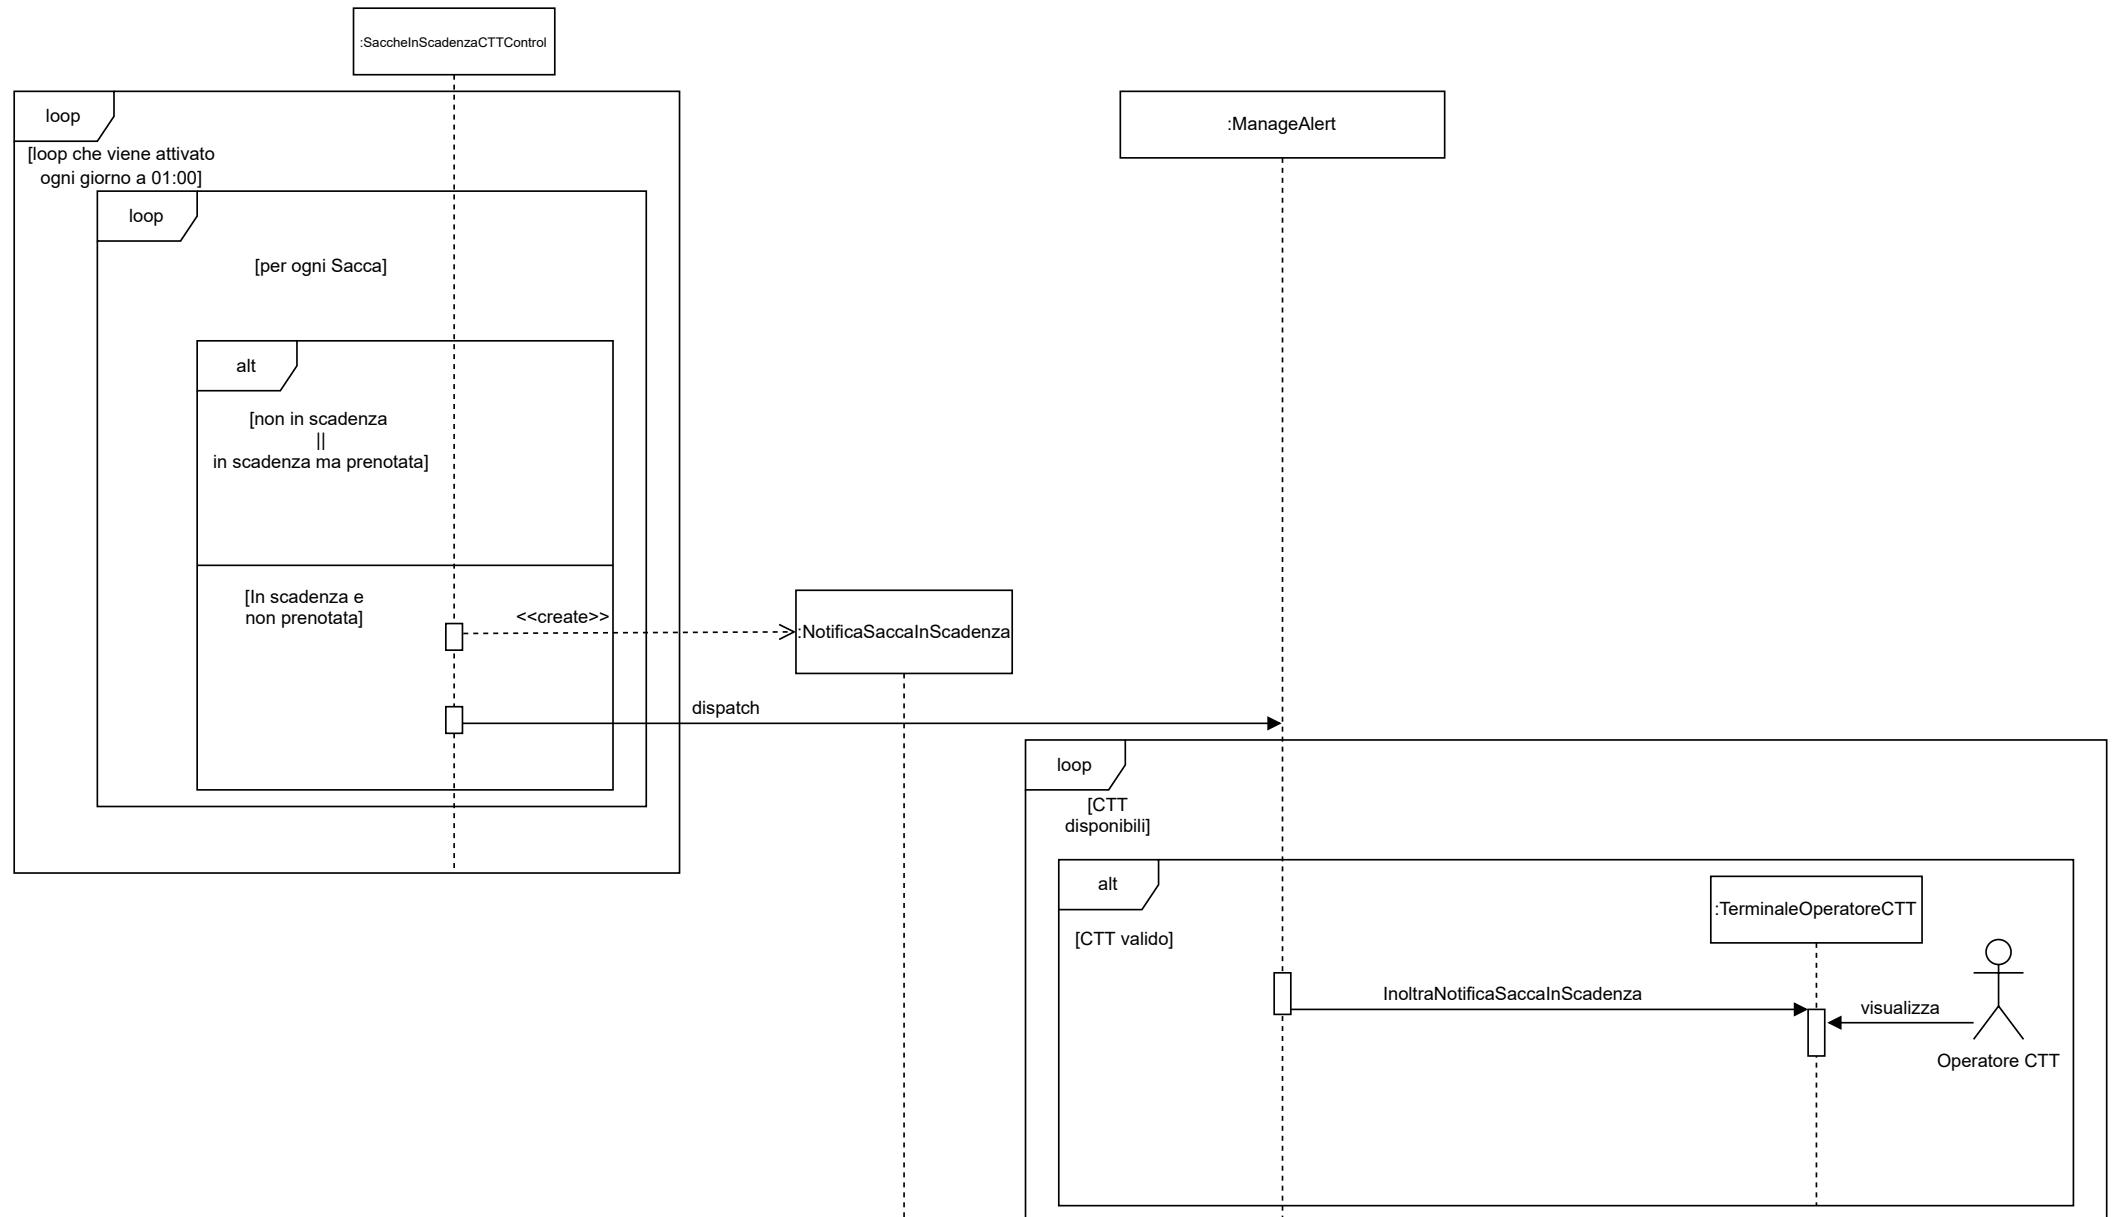 :SaccheInScadenzaCTTControl
loop
:ManageAlert
[loop che viene attivato
ogni giorno a 01:00]
loop
[per ogni Sacca]
alt
[non in scadenza
||
in scadenza ma prenotata]
[In scadenza e
non prenotata]
<<create>>
:NotificaSaccaInScadenza
dispatch
loop
[CTT
disponibili]
alt
:TerminaleOperatoreCTT
[CTT valido]
InoltraNotificaSaccaInScadenza
visualizza
Operatore CTT